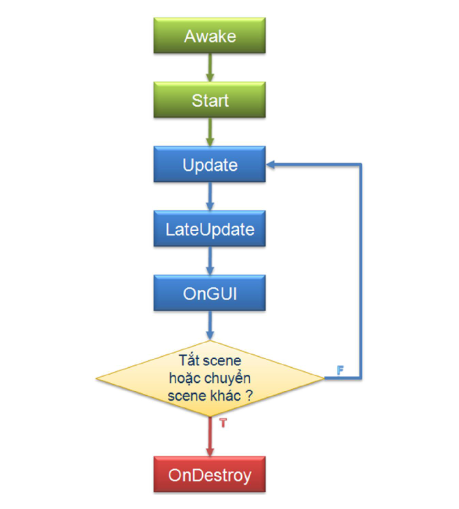 Awake
Start
Update
LateUpdate
OnGUI
Tắt scene
hoặc chuyển
scene khác ?
F
T
OnDestroy